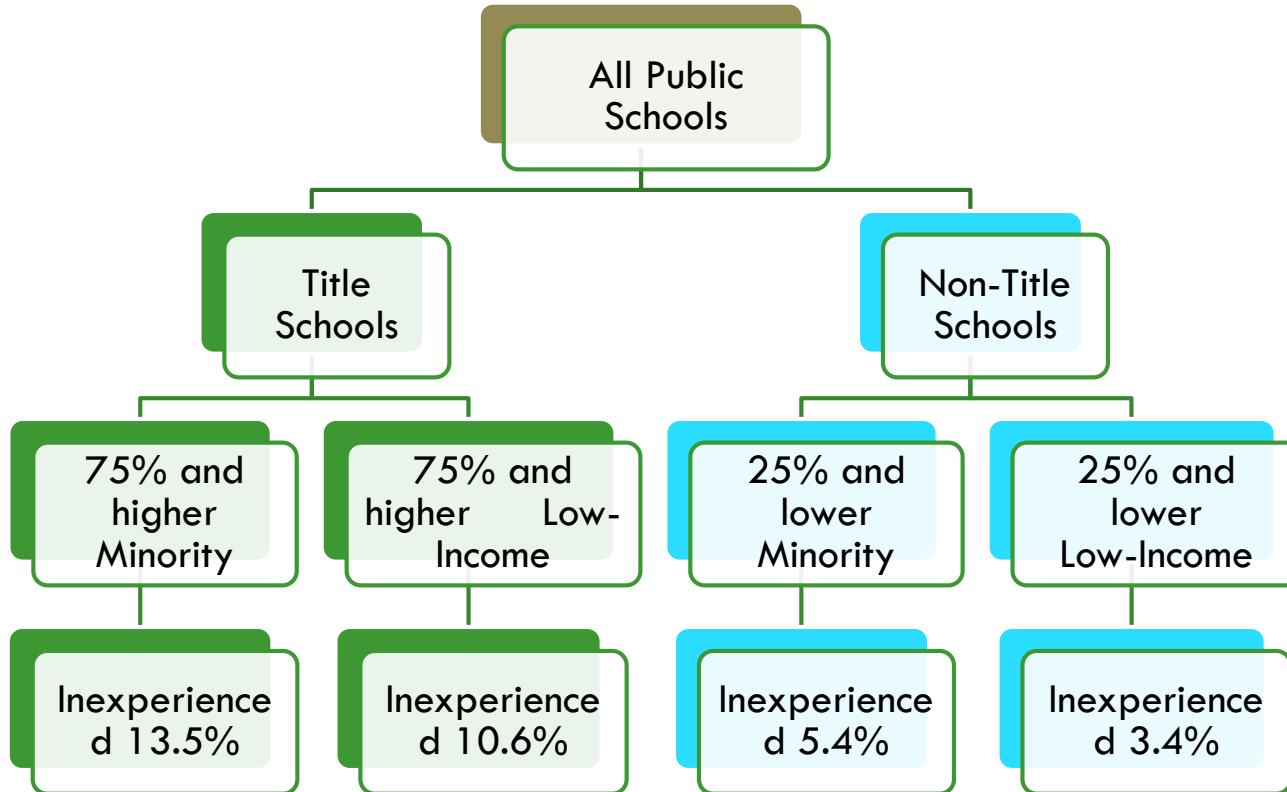 All Public
Schools
Title
Schools
Non-Title
Schools
75% and
higher
Minority
75% and
higher Low-
Income
25% and
lower
Minority
25% and
lower
Low-Income
Inexperience
d 13.5%
Inexperience
d 10.6%
Inexperience
d 5.4%
Inexperience
d 3.4%